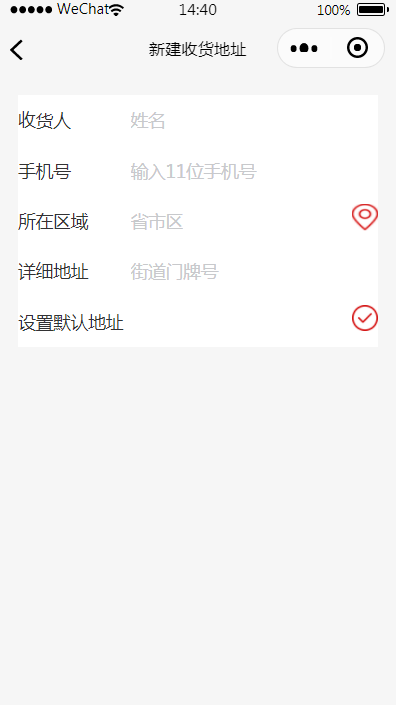 WeChat 14:40 100%
新建收货地址
收货人 姓名
手机号 输入11位手机号
所在区域 省市区
详细地址 街道门牌号
设置默认地址